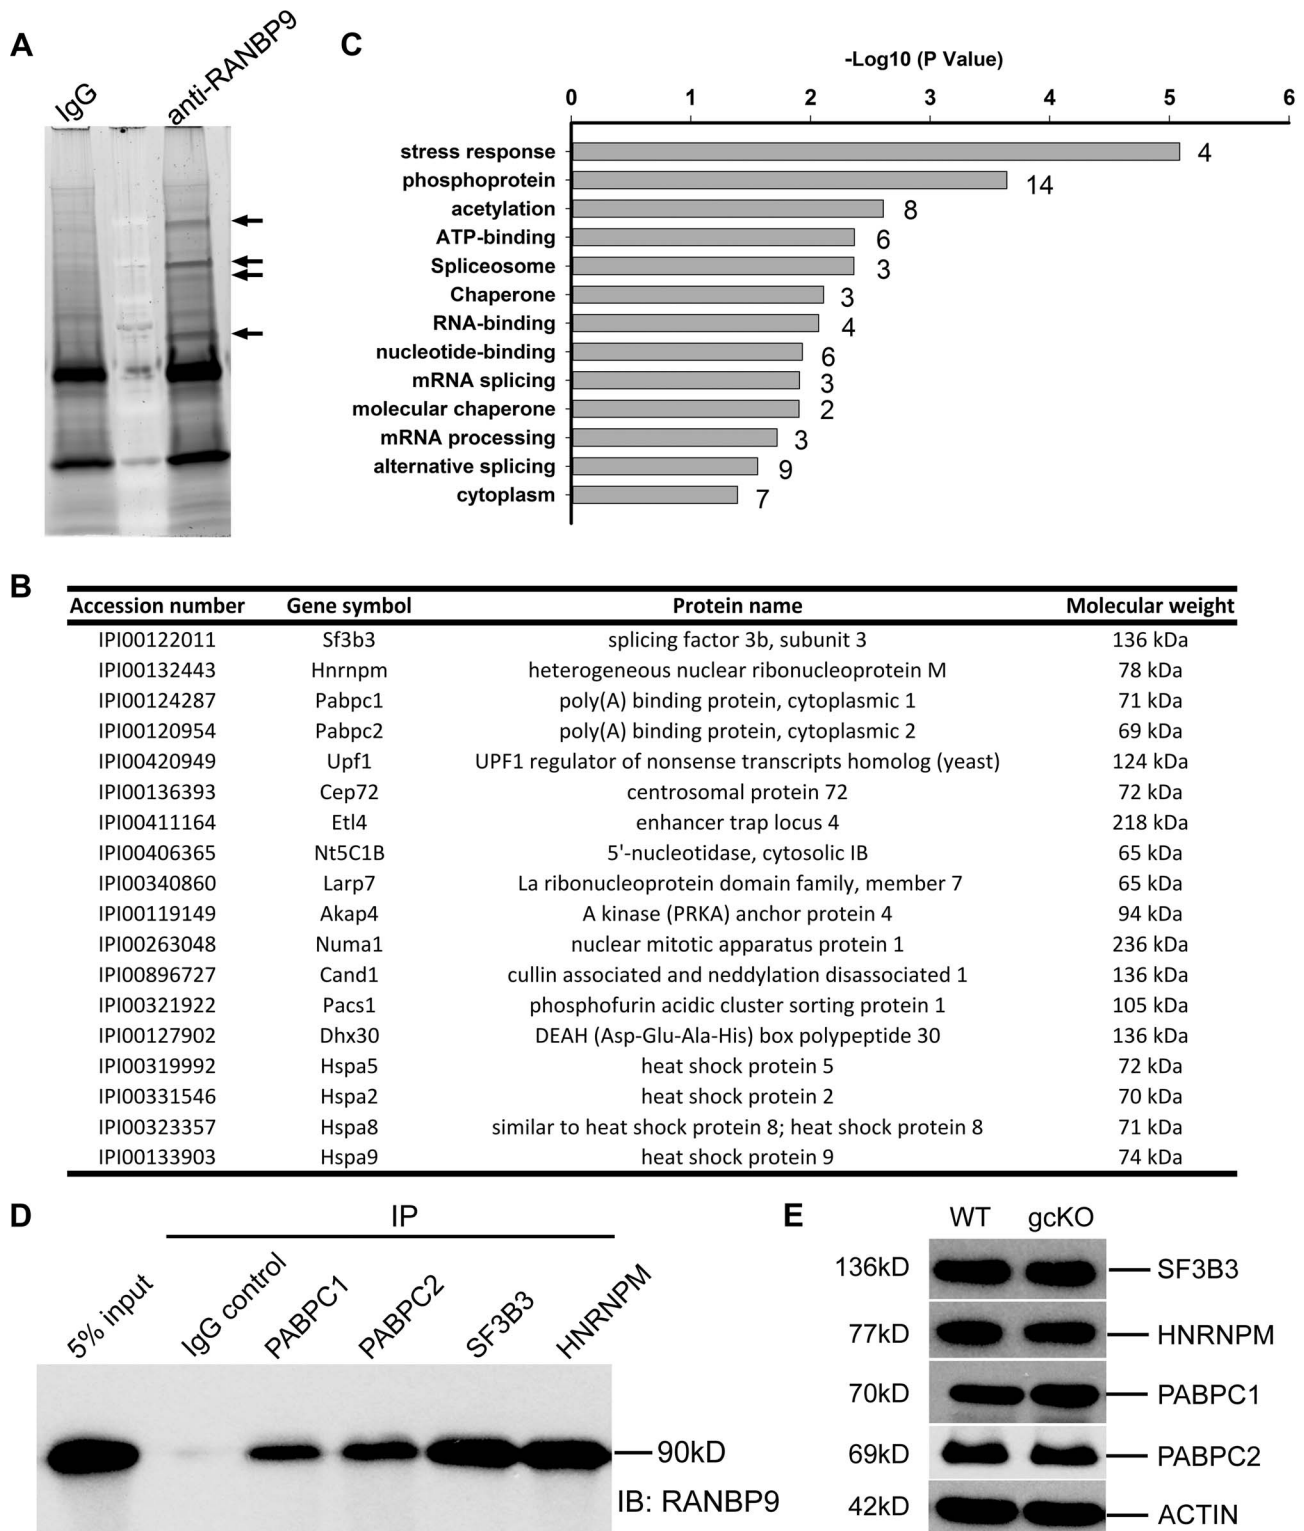 A
IgG
anti-RANBP9
C
-Log10 (P Value)
0 1 2 3 4 5 6
stress response 4
phosphoprotein 14
acetylation 8
ATP-binding 6
Spliceosome 3
Chaperone 3
RNA-binding 4
nucleotide-binding 6
mRNA splicing 3
molecular chaperone 2
mRNA processing 3
alternative splicing 9
cytoplasm 7
B
Accession number Gene symbol Protein name Molecular weight
IPI00122011 Sf3b3 splicing factor 3b, subunit 3 136 kDa
IPI00132443 Hnrnpm heterogeneous nuclear ribonucleoprotein M 78 kDa
IPI00124287 Pabpc1 poly(A) binding protein, cytoplasmic 1 71 kDa
IPI00120954 Pabpc2 poly(A) binding protein, cytoplasmic 2 69 kDa
IPI00420949 Upf1 UPF1 regulator of nonsense transcripts homolog (yeast) 124 kDa
IPI00136393 Cep72 centrosomal protein 72 72 kDa
IPI00411164 Etl4 enhancer trap locus 4 218 kDa
IPI00406365 Nt5C1B 5'-nucleotidase, cytosolic IB 65 kDa
IPI00340860 Larp7 La ribonucleoprotein domain family, member 7 65 kDa
IPI00119149 Akap4 A kinase (PRKA) anchor protein 4 94 kDa
IPI00263048 Numa1 nuclear mitotic apparatus protein 1 236 kDa
IPI00896727 Cand1 cullin associated and neddylation disassociated 1 136 kDa
IPI00321922 Pacs1 phosphofurin acidic cluster sorting protein 1 105 kDa
IPI00127902 Dhx30 DEAH (Asp-Glu-Ala-His) box polypeptide 30 136 kDa
IPI00319992 Hspa5 heat shock protein 5 72 kDa
IPI00331546 Hspa2 heat shock protein 2 70 kDa
IPI00323357 Hspa8 similar to heat shock protein 8; heat shock protein 8 71 kDa
IPI00133903 Hspa9 heat shock protein 9 74 kDa
D
IP
5% input
IgG control
PABPC1
PABPC2
SF3B3
HNRNPM
90kD
IB: RANBP9
E
WT gcKO
136kD SF3B3
77kD HNRNPM
70kD PABPC1
69kD PABPC2
42kD ACTIN